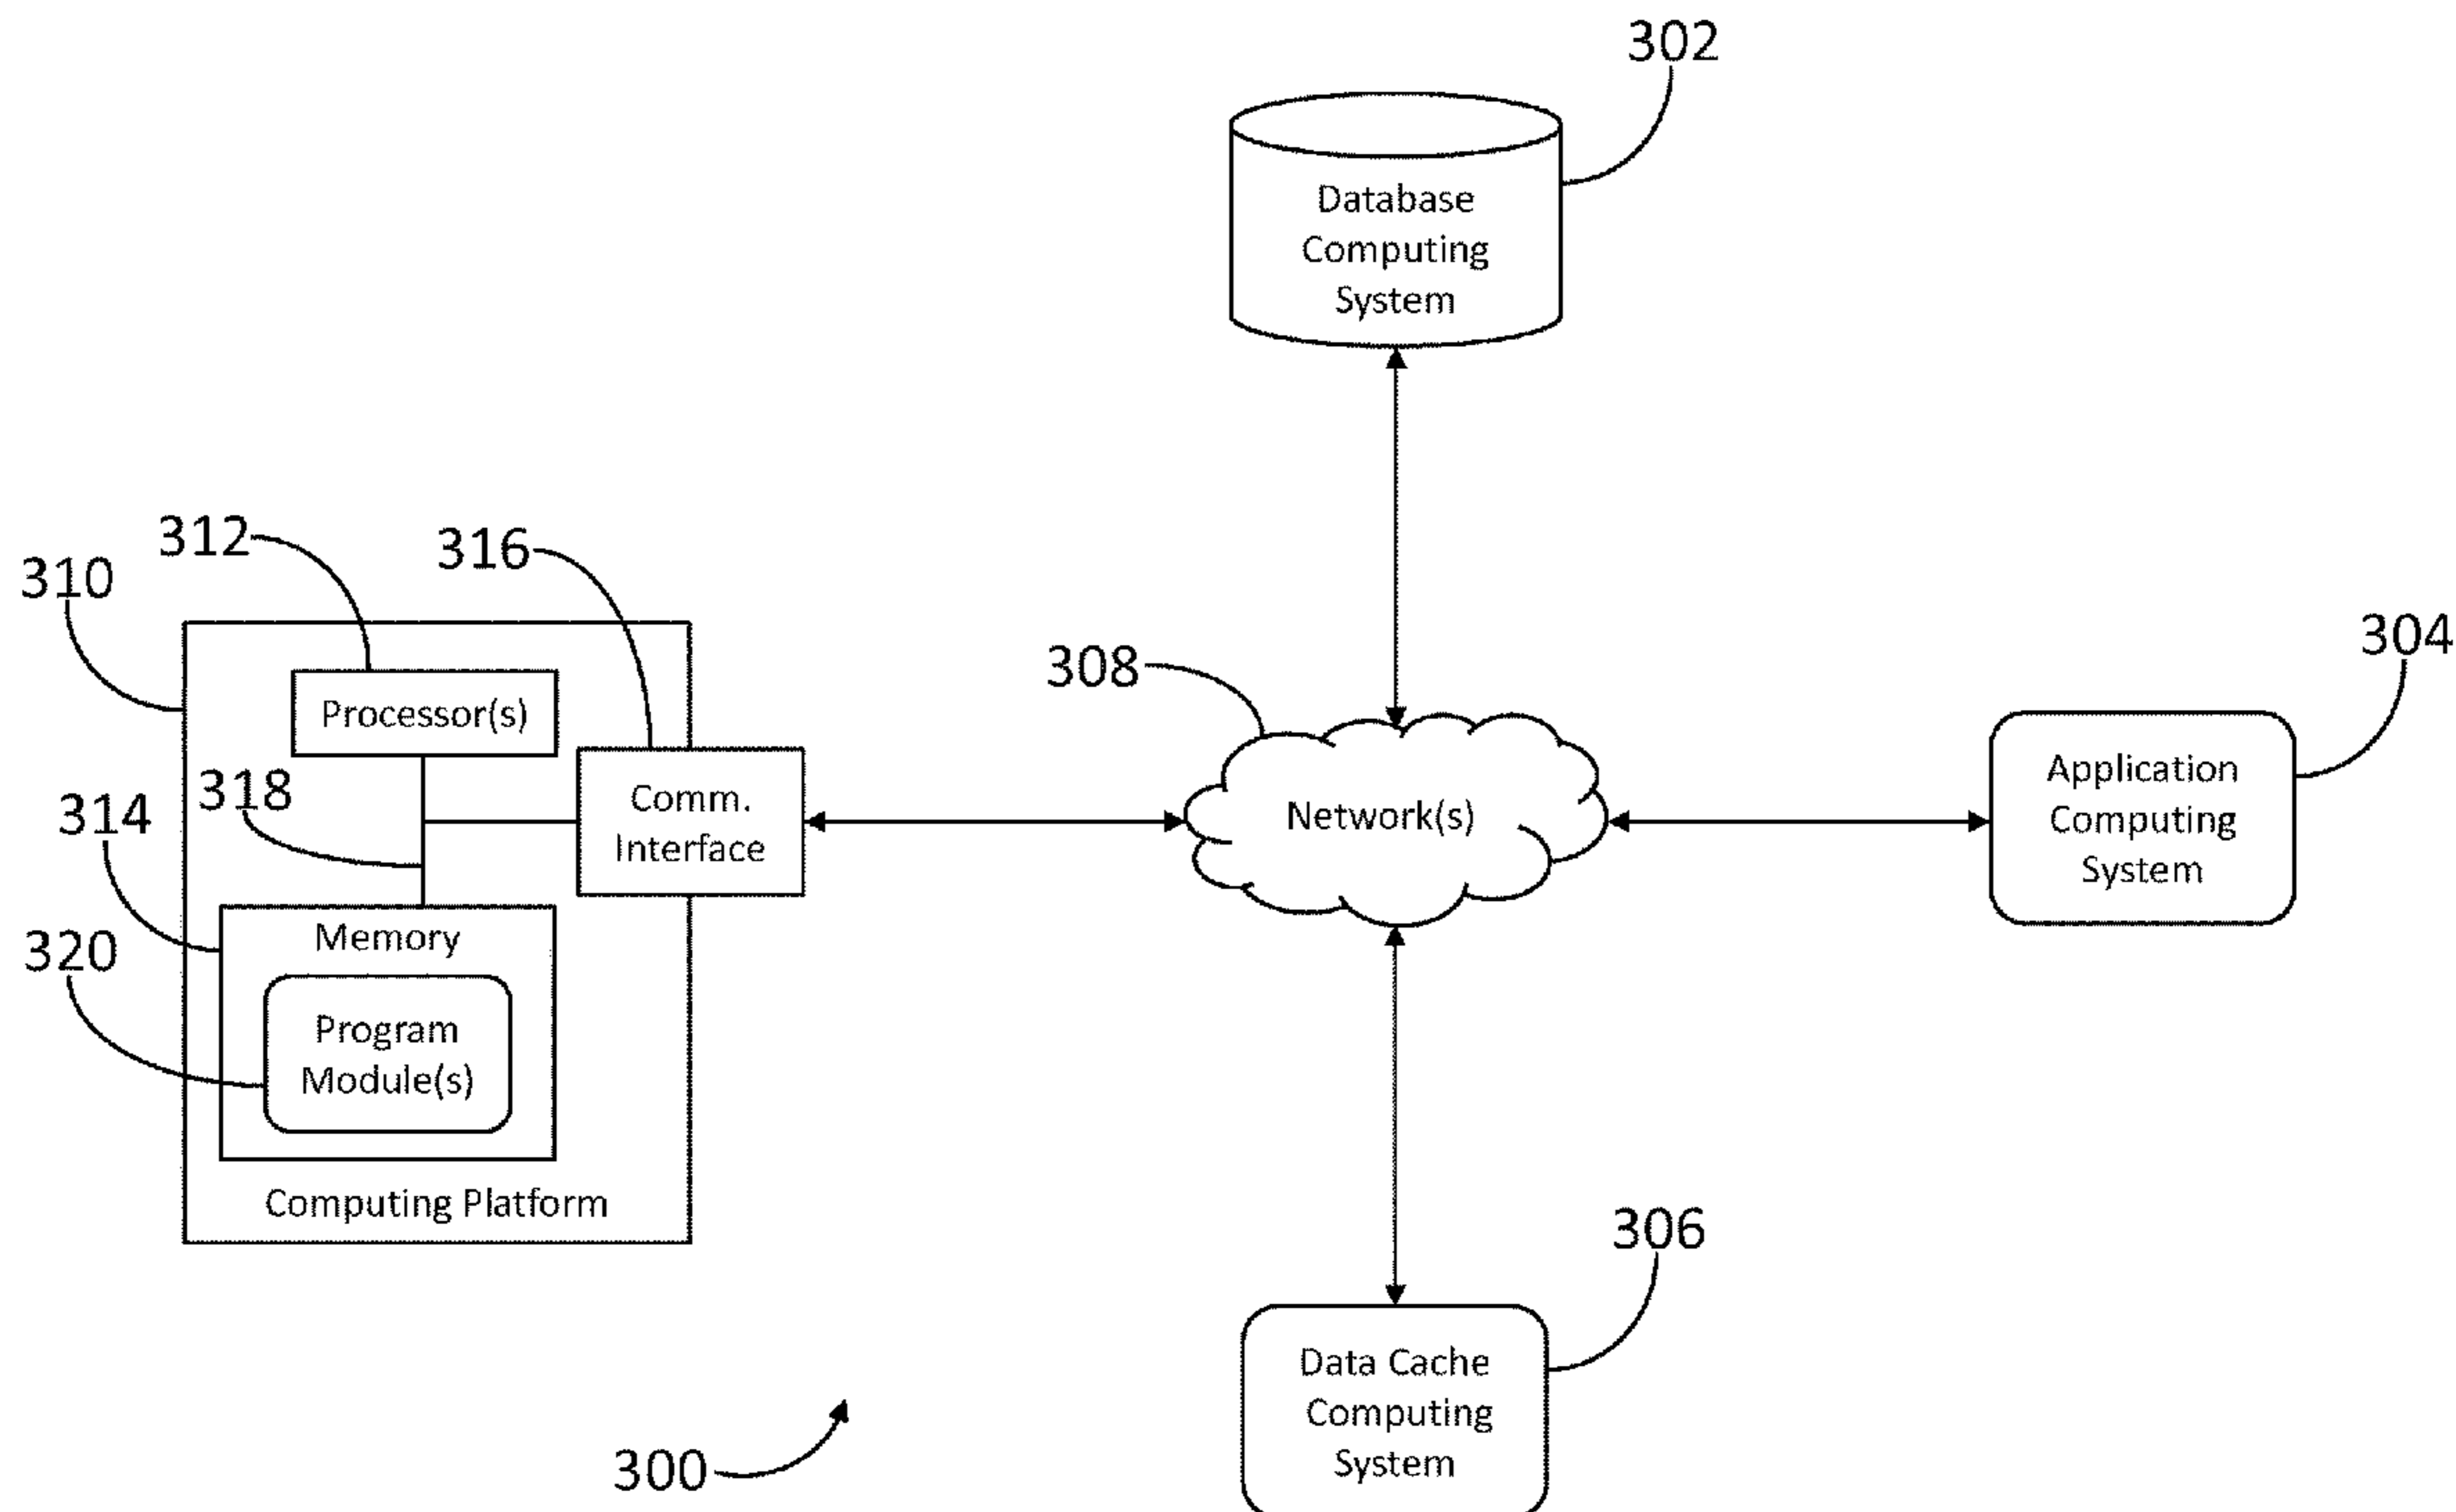 302
Database
Computing
System
312
316
310
304
308
Processor(s)
318
314
Comm.
Interface
Network(s)
Application
Computing
System
Memory
320
Program
Module(s)
Computing Platform
306
Data Cache
Computing
System
300